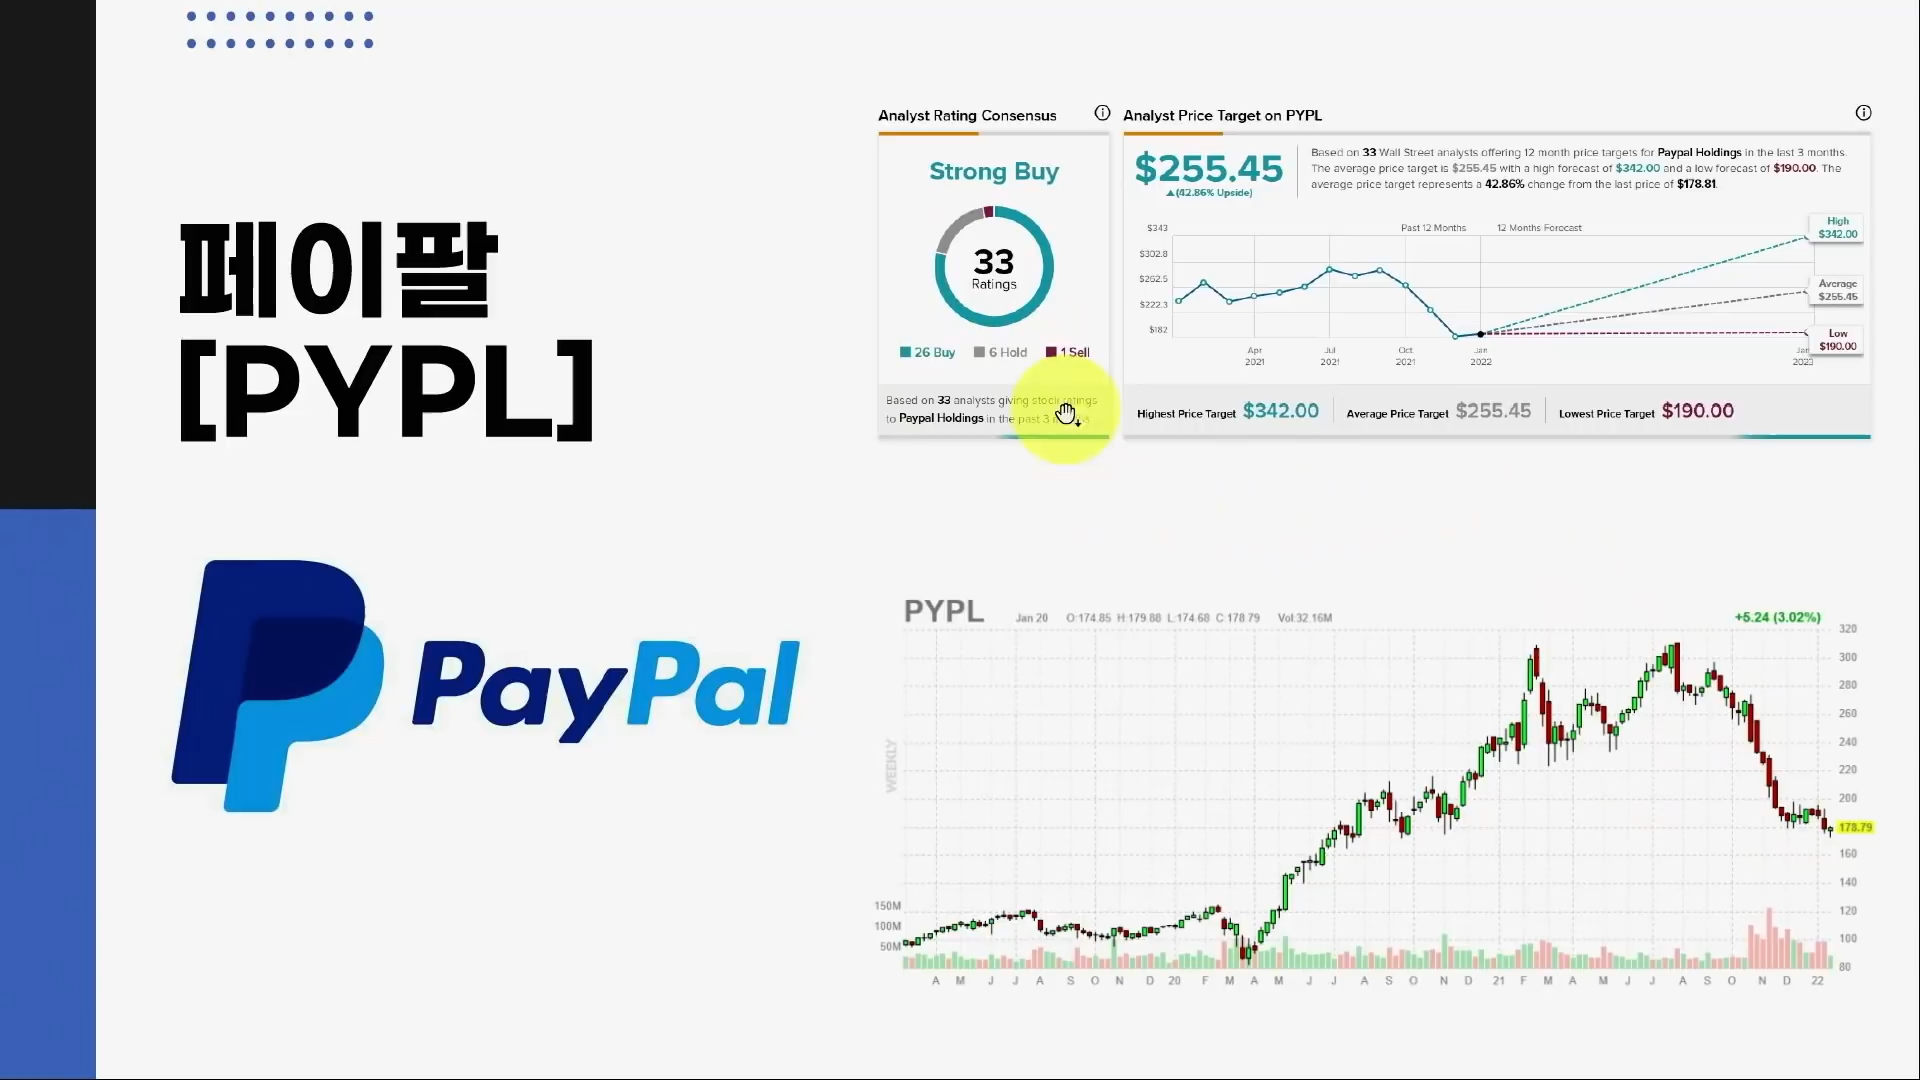 페이팔
[PYPL]
PayPal
Analyst Rating Consensus
Strong Buy
33
Ratings
26 Buy 6 Hold 1 Sell
Based on 33 analysts giving stock ratings
to Paypal Holdings in the past 3
Analyst Price Target on PYPL
$255.45
▲(42.86% Upside)
Based on 33 Wall Street analysts offering 12 month price targets for Paypal Holdings in the last 3 months.
The average price target is $255.45 with a high forecast of $342.00 and a low forecast of $190.00. The
average price target represents a 42.86% change from the last price of $178.81.
Past 12 Months 12 Months Forecast
$343
$302.8
$262.5
$222.3
$182
High
$342.00
Average
$255.45
Low
$190.00
Apr
2021
Jul
2021
Oct
2021
Jan
2022
2023
Highest Price Target $342.00 Average Price Target $255.45 Lowest Price Target $190.00
PYPL Jan 20 O:174.85 H:179.88 L:174.68 C:178.79 Vol:32.16M +5.24 (3.02%)
WEEKLY
320
300
280
260
240
220
200
178.79
160
140
120
100
80
150M
100M
50M
A M J J A S O N D 20 F M A M J J A S O N D 21 F M A M J J A S O N D 22